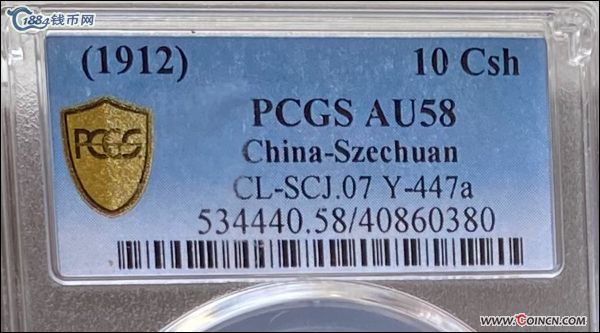 1884钱币网
(1912) 10 Csh
PCGS AU58
PCGS
China-Szechuan
CL-SCJ.07 Y-447a
534440.58/40860380
www.COINCN.com